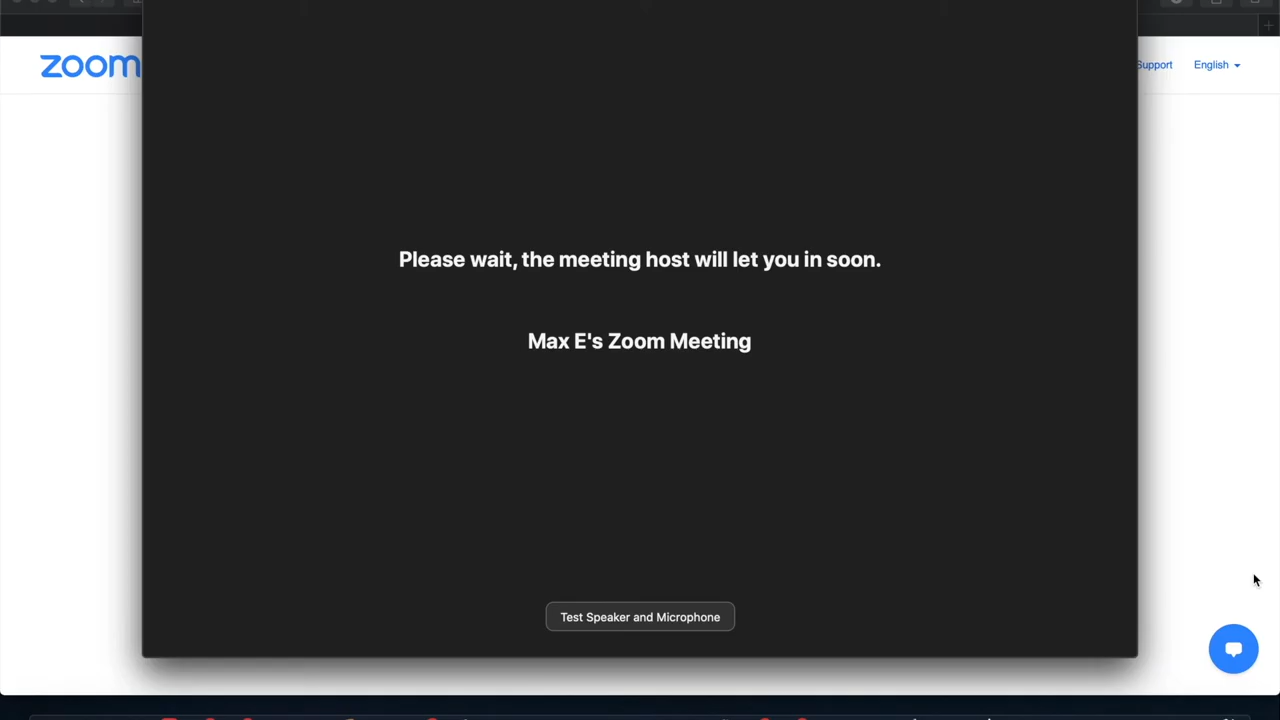 zoom
Support
English
Please wait, the meeting host will let you in soon.
Max E's Zoom Meeting
Test Speaker and Microphone